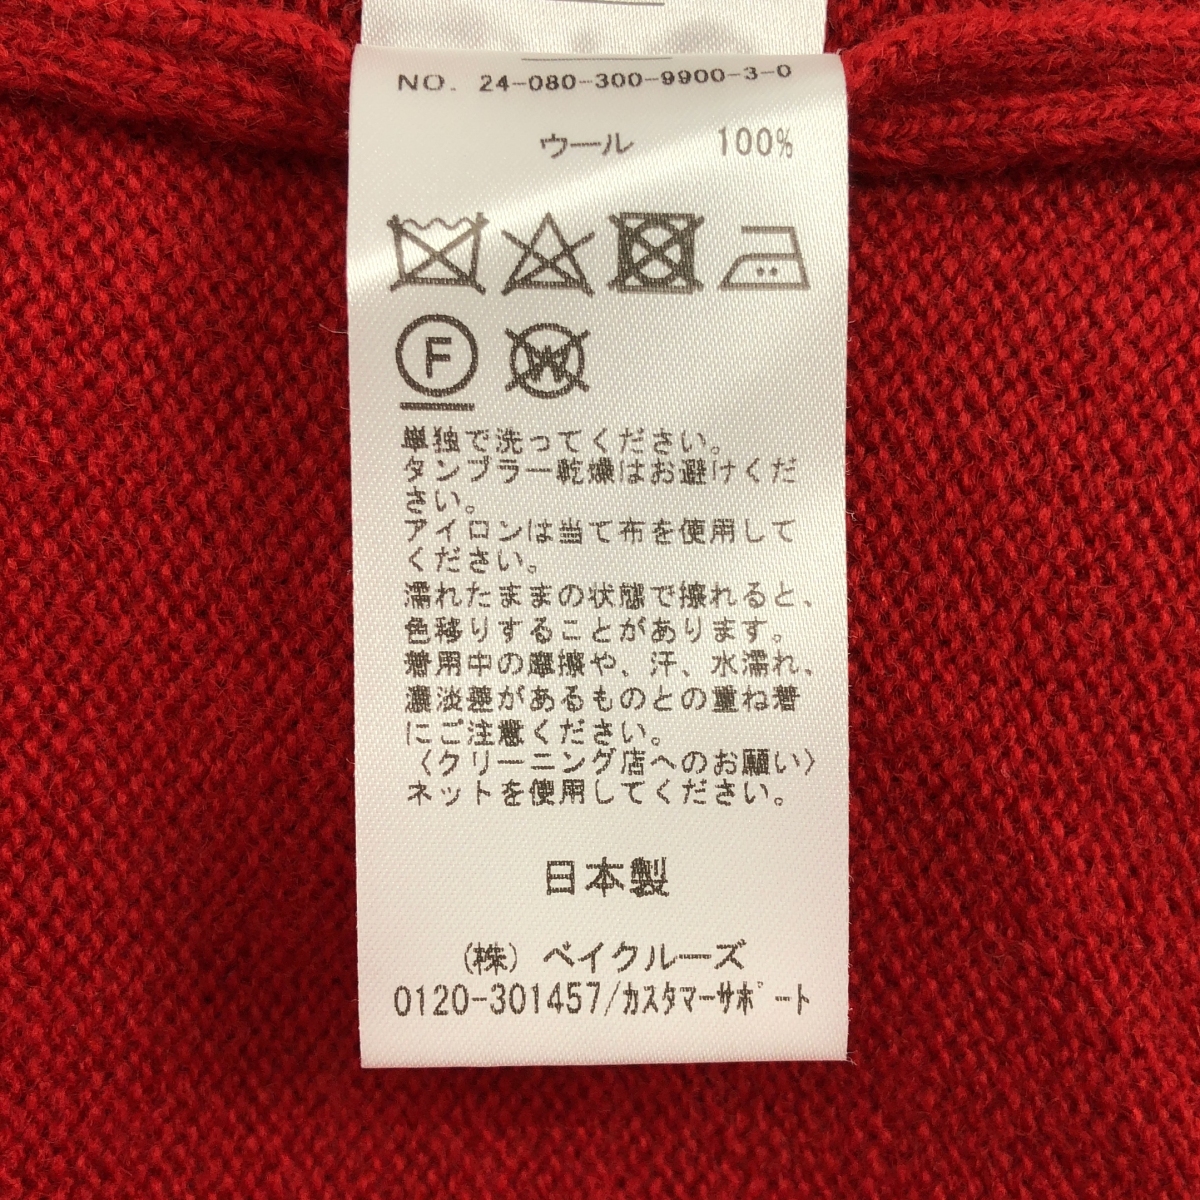 NO. 24-080-300-9900-3-0
ウール 100%
F
W
単独で洗ってください。
タンブラー乾燥はお避けくだ
さい。
アイロンは当て布を使用して
ください。
濡れたままの状態で擦れると、
色移りすることがあります。
着用中の摩擦や、汗、水濡れ、
濃淡差があるものとの重ね着
にご注意ください。
〈クリーニング店へのお願い〉
ネットを使用してください。
日本製
(株) ベイクルーズ
0120-301457/カスタマーサポート